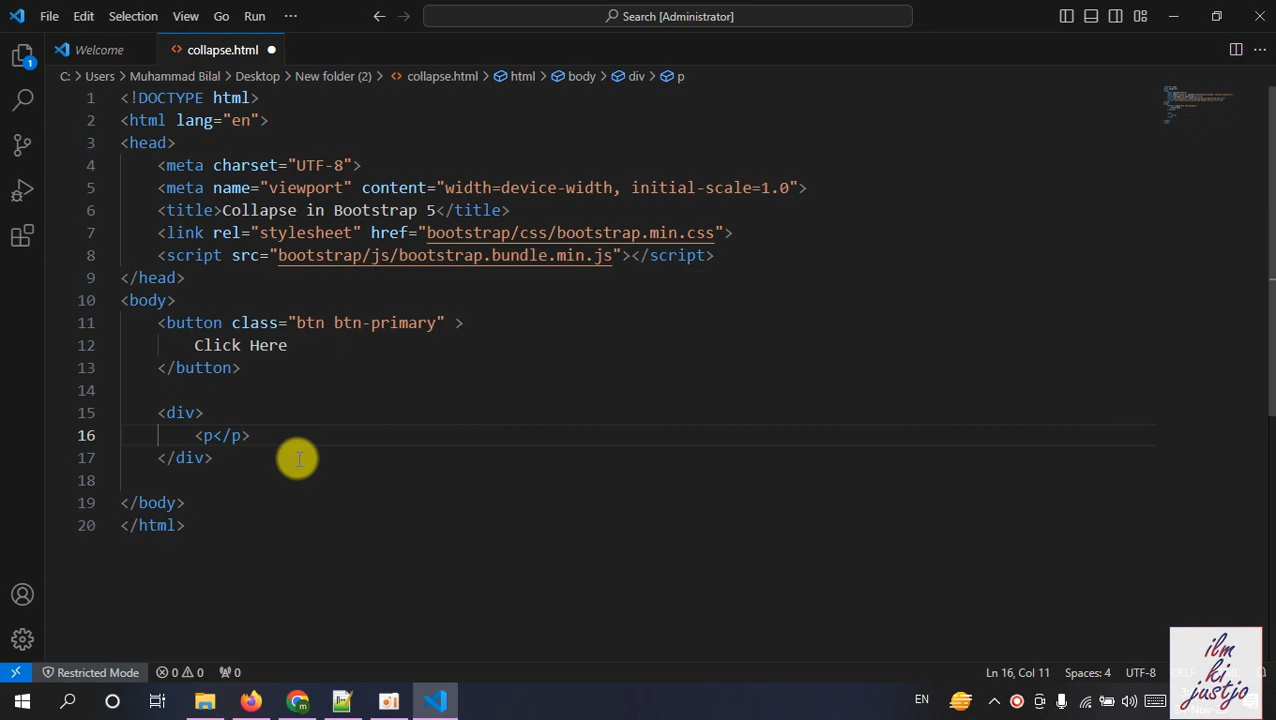 File Edit Selection View Go Run ··· Search [Administrator]
Welcome collapse.html
C: > Users > Muhammad Bilal > Desktop > New folder (2) > collapse.html > html > body > div > p
1 <!DOCTYPE html>
2 <html lang="en">
3 <head>
4 <meta charset="UTF-8">
5 <meta name="viewport" content="width=device-width, initial-scale=1.0">
6 <title>Collapse in Bootstrap 5</title>
7 <link rel="stylesheet" href="bootstrap/css/bootstrap.min.css">
8 <script src="bootstrap/js/bootstrap.bundle.min.js"></script>
9 </head>
10 <body>
11 <button class="btn btn-primary" >
12 Click Here
13 </button>
14
15 <div>
16 <p</p>
17 </div>
18
19 </body>
20 </html>
1
Restricted Mode 0 0 0 Ln 16, Col 11 Spaces: 4 UTF-8
EN
ilm
ki
justjo